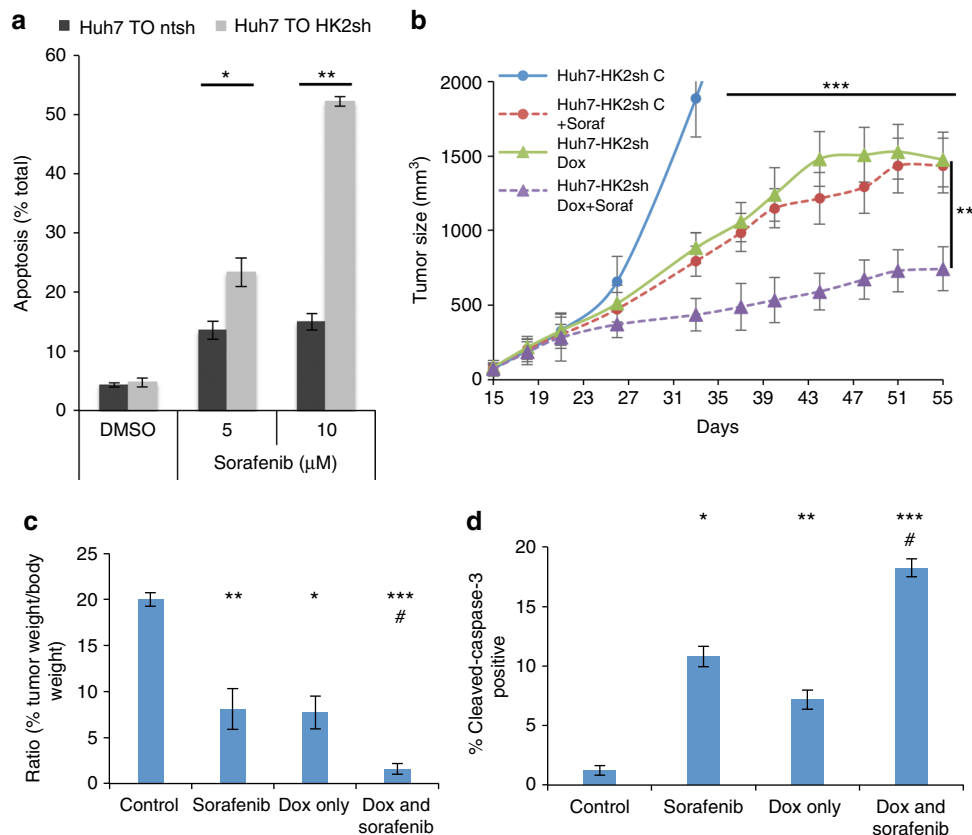 a
Huh7 TO ntsh
Huh7 TO HK2sh
Apoptosis (% total)
60
50
40
30
20
10
0
*
**
DMSO
5
10
Sorafenib (μM)
b
Huh7-HK2sh C
Huh7-HK2sh C
+Soraf
Huh7-HK2sh
Dox
Huh7-HK2sh
Dox+Soraf
Tumor size (mm³)
2000
1500
1000
500
0
***
**
15 19 23 27 31 35 39 43 47 51 55
Days
c
Ratio (% tumor weight/body
weight)
25
20
15
10
5
0
**
*
***
#
Control
Sorafenib
Dox only
Dox and
sorafenib
d
% Cleaved-caspase-3
positive
20
15
10
5
0
*
**
***
#
Control
Sorafenib
Dox only
Dox and
sorafenib